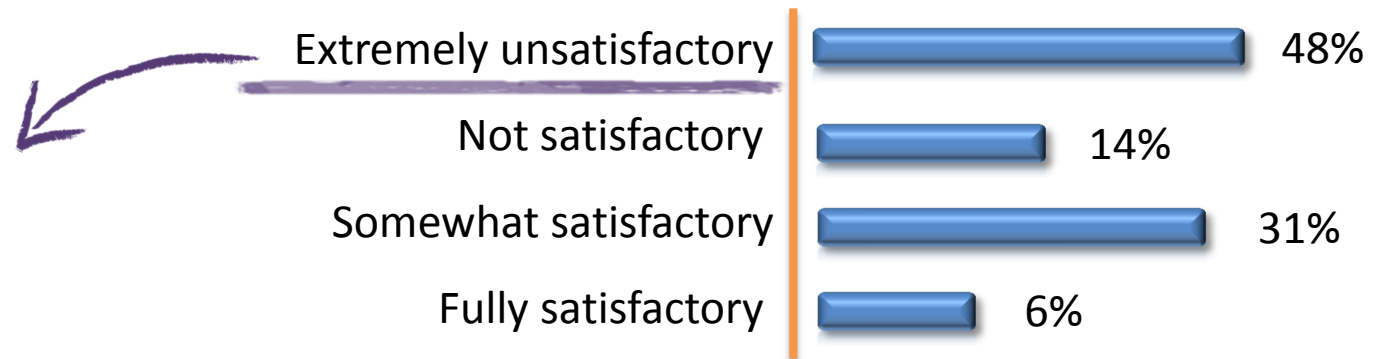 Extremely unsatisfactory 48%
Not satisfactory 14%
Somewhat satisfactory 31%
Fully satisfactory 6%